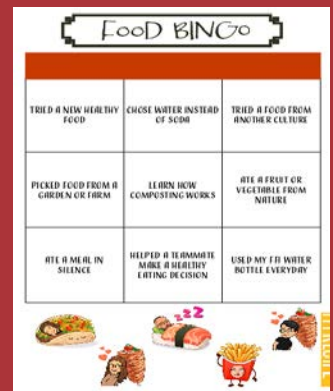 FOOD BINGO
TRIED A NEW HEALTHY
FOOD
CHOSE WATER INSTEAD
OF SODA
TRIED A FOOD FROM
ANOTHER CULTURE
PICKED FOOD FROM A
GARDEN OR FARM
LEARN HOW
COMPOSTING WORKS
ATE A FRUIT OR
VEGETABLE FROM
NATURE
ATE A MEAL IN
SILENCE
HELPED A TEAMMATE
MAKE A HEALTHY
EATING DECISION
USED MY FFI WATER
BOTTLE EVERYDAY
ZZZ